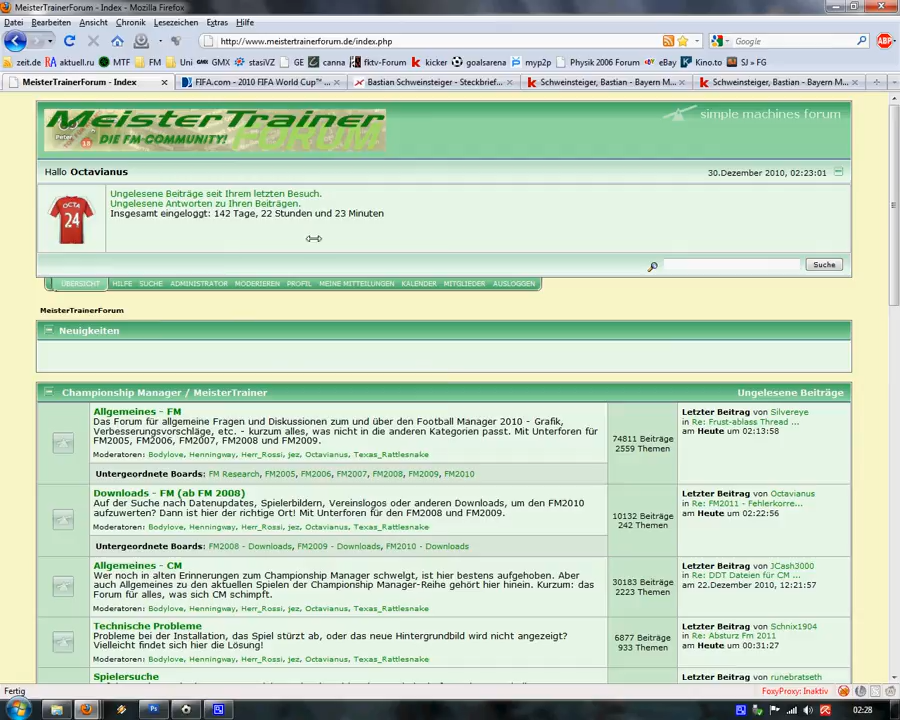 MeisterTrainerForum - Index - Mozilla Firefox
Datei Bearbeiten Ansicht Chronik Lesezeichen Extras Hilfe
http://www.meistertrainerforum.de/index.php
Google
ABP
zeit.de aktuell.ru MTF FM Uni GMX stasiVZ GE canna fktv-Forum kicker goalsarena myp2p Physik 2006 Forum eBay Kino.to SJ » FG
MeisterTrainerForum - Index FIFA.com - 2010 FIFA World Cup™ ... Bastian Schweinsteiger - Steckbrief... Schweinsteiger, Bastian - Bayern M... Schweinsteiger, Bastian - Bayern M...
MeisterTrainer
FORUM
DIE FM-COMMUNITY!
simple machines forum
Hallo Octavianus
30.Dezember 2010, 02:23:01
OCTA
24
Ungelesene Beiträge seit Ihrem letzten Besuch.
Ungelesene Antworten zu Ihren Beiträgen.
Insgesamt eingeloggt: 142 Tage, 22 Stunden und 23 Minuten
Suche
ÜBERSICHT HILFE SUCHE ADMINISTRATOR MODERIEREN PROFIL MEINE MITTEILUNGEN KALENDER MITGLIEDER AUSLOGGEN
MeisterTrainerForum
Neuigkeiten
Championship Manager / MeisterTrainer
Ungelesene Beiträge
Allgemeines - FM
Das Forum für allgemeine Fragen und Diskussionen zum und über den Football Manager 2010 - Grafik,
Verbesserungsvorschläge, etc. - kurzum alles, was nicht in die anderen Kategorien passt. Mit Unterforen für
FM2005, FM2006, FM2007, FM2008 und FM2009.
Moderatoren: Bodylove, Henningway, Herr_Rossi, jez, Octavianus, Texas_Rattlesnake
Untergeordnete Boards: FM Research, FM2005, FM2006, FM2007, FM2008, FM2009, FM2010
74811 Beiträge
2559 Themen
Letzter Beitrag von Silvereye
in Re: Frust-ablass Thread ...
am Heute um 02:13:58
Downloads - FM (ab FM 2008)
Auf der Suche nach Datenupdates, Spielerbildern, Vereinslogos oder anderen Downloads, um den FM2010
aufzuwerten? Dann ist hier der richtige Ort! Mit Unterforen für den FM2008 und FM2009.
Moderatoren: Bodylove, Henningway, Herr_Rossi, jez, Octavianus, Texas_Rattlesnake
Untergeordnete Boards: FM2008 - Downloads, FM2009 - Downloads, FM2010 - Downloads
10132 Beiträge
242 Themen
Letzter Beitrag von Octavianus
in Re: FM2011 - Fehlerkorre...
am Heute um 02:22:56
Allgemeines - CM
Wer noch in alten Erinnerungen zum Championship Manager schwelgt, ist hier bestens aufgehoben. Aber
auch Allgemeines zu den aktuellen Spielen der Championship Manager-Reihe gehört hier hinein. Kurzum: das
Forum für alles, was sich CM schimpft.
Moderatoren: Bodylove, Henningway, Herr_Rossi, jez, Octavianus, Texas_Rattlesnake
30183 Beiträge
2223 Themen
Letzter Beitrag von JCash3000
in Re: DDT Dateien für CM ...
am 22.Dezember 2010, 12:21:57
Technische Probleme
Probleme bei der Installation, das Spiel stürzt ab, oder das neue Hintergrundbild wird nicht angezeigt?
Vielleicht findet sich hier die Lösung!
Moderatoren: Bodylove, Henningway, Herr_Rossi, jez, Octavianus, Texas_Rattlesnake
6877 Beiträge
933 Themen
Letzter Beitrag von Schnix1904
in Re: Absturz Fm 2011
am Heute um 00:31:27
Spielersuche
Letzter Beitrag von runebratseth
Fertig
FoxyProxy: Inaktiv
02:28